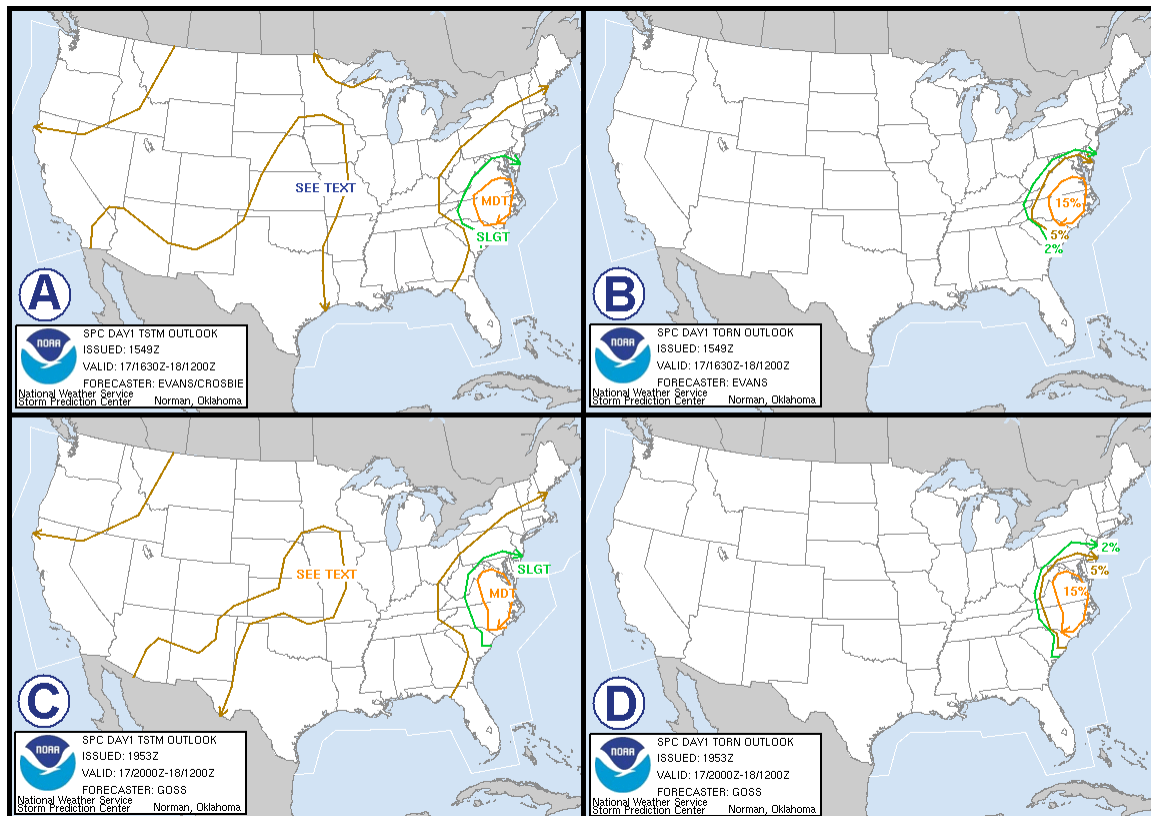 SEE TEXT
MDT
SLGT
A
NOAA
SPC DAY1 TSTM OUTLOOK
ISSUED: 1549Z
VALID: 17/1630Z-18/1200Z
FORECASTER: EVANS/CROSBIE
National Weather Service
Storm Prediction Center Norman, Oklahoma
15%
5%
2%
B
NOAA
SPC DAY1 TORN OUTLOOK
ISSUED: 1549Z
VALID: 17/1630Z-18/1200Z
FORECASTER: EVANS
National Weather Service
Storm Prediction Center Norman, Oklahoma
SLGT
SEE TEXT
MDT
C
NOAA
SPC DAY1 TSTM OUTLOOK
ISSUED: 1953Z
VALID: 17/2000Z-18/1200Z
FORECASTER: GOSS
National Weather Service
Storm Prediction Center Norman, Oklahoma
2%
5%
15%
D
NOAA
SPC DAY1 TORN OUTLOOK
ISSUED: 1953Z
VALID: 17/2000Z-18/1200Z
FORECASTER: GOSS
National Weather Service
Storm Prediction Center Norman, Oklahoma